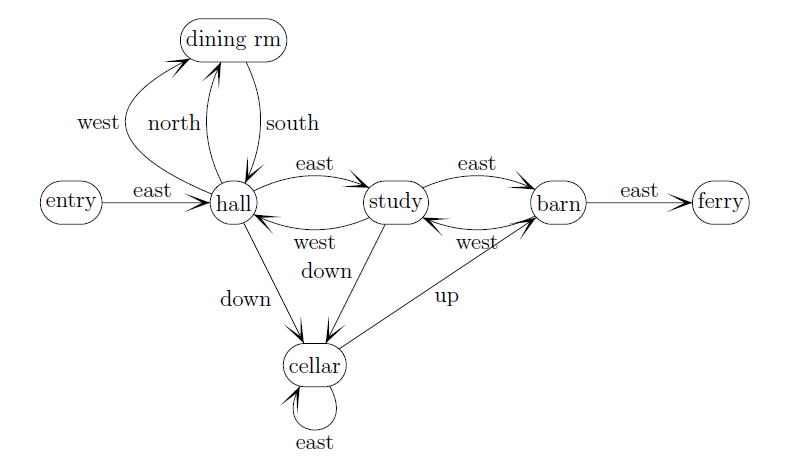 dining rm
west
north
south
east
east
east
east
entry
hall
study
barn
ferry
west
west
down
down
up
cellar
east